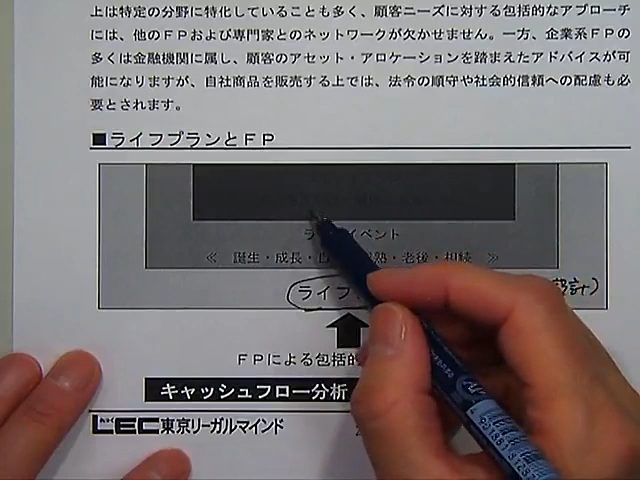 上は特定の分野に特化していることも多く、顧客ニーズに対する包括的なアプローチ
には、他のＦＰおよび専門家とのネットワークが欠かせません。一方、企業系ＦＰの
多くは金融機関に属し、顧客のアセット・アロケーションを踏まえたアドバイスが可
能になりますが、自社商品を販売する上では、法令の順守や社会的信頼への配慮も必
要とされます。
■ライフプランとＦＰ
イベント
≪ 誕生・成長・ 熟・老後・相続 ≫
ライフ 設計)
ＦＰによる包括的
キャッシュフロー分析
LEC東京リーガルマインド